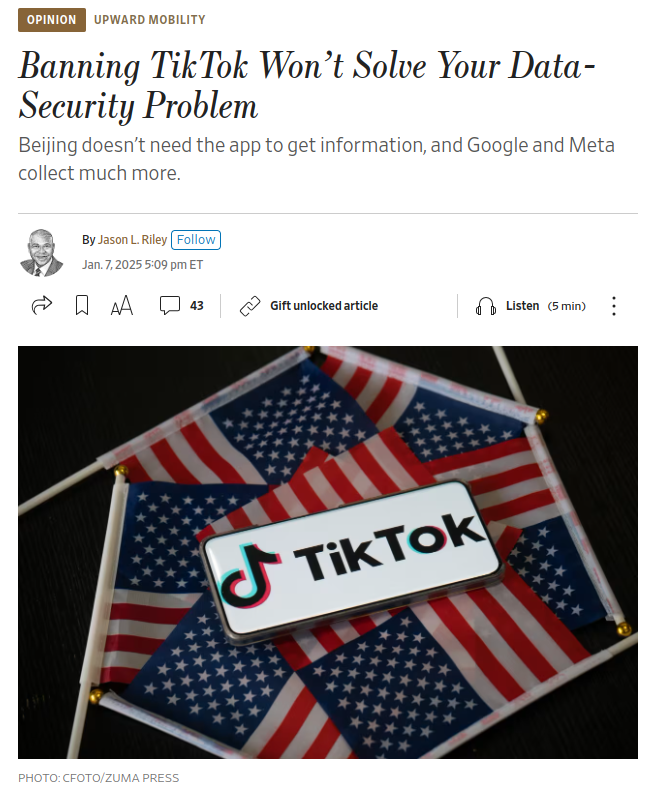 OPINION UPWARD MOBILITY
Banning TikTok Won’t Solve Your Data-
Security Problem
Beijing doesn’t need the app to get information, and Google and Meta
collect much more.
By Jason L. Riley Follow
Jan. 7, 2025 5:09 pm ET
AA 43 Gift unlocked article Listen (5 min)
TikTok
PHOTO: CFOTO/ZUMA PRESS